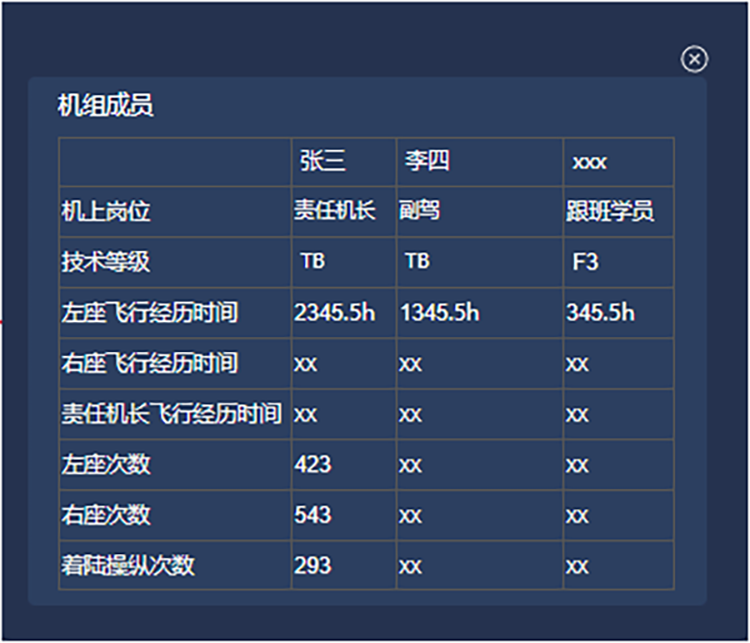 机组成员
张三 李四 xxx
机上岗位 责任机长 副驾 跟班学员
技术等级 TB TB F3
左座飞行经历时间 2345.5h 1345.5h 345.5h
右座飞行经历时间 xx xx xx
责任机长飞行经历时间 xx xx xx
左座次数 423 xx xx
右座次数 543 xx xx
着陆操纵次数 293 xx xx